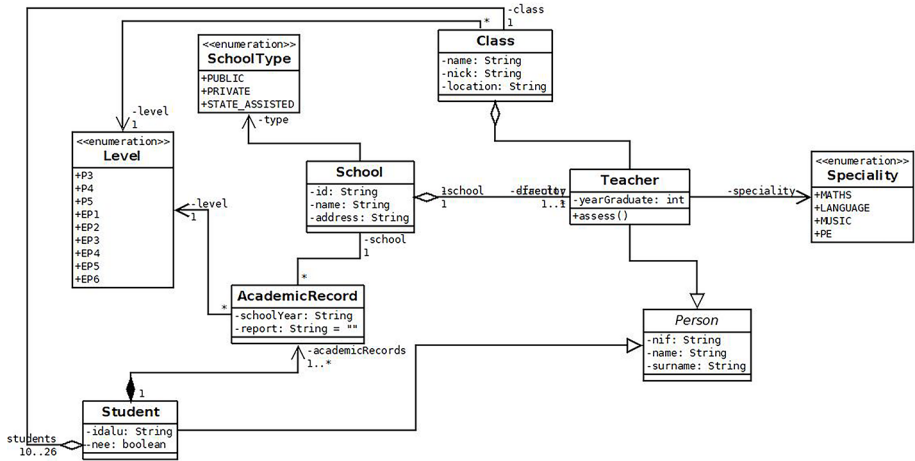 -class
1
*
Class
-name: String
-nick: String
-location: String
<<enumeration>>
SchoolType
+PUBLIC
+PRIVATE
+STATE_ASSISTED
-type
-level
1
<<enumeration>>
Level
+P3
+P4
+P5
+EP1
+EP2
+EP3
+EP4
+EP5
+EP6
-level
1
School
-id: String
-name: String
-address: String
-school
1
1..1
Teacher
-yearGraduate: int
+assess()
-speciality
<<enumeration>>
Speciality
+MATHS
+LANGUAGE
+MUSIC
+PE
-school
1
*
*
AcademicRecord
-schoolYear: String
-report: String = ""
-academicRecords
1..*
Person
-nif: String
-name: String
-surname: String
1
Student
-idalu: String
-nee: boolean
students
10..26